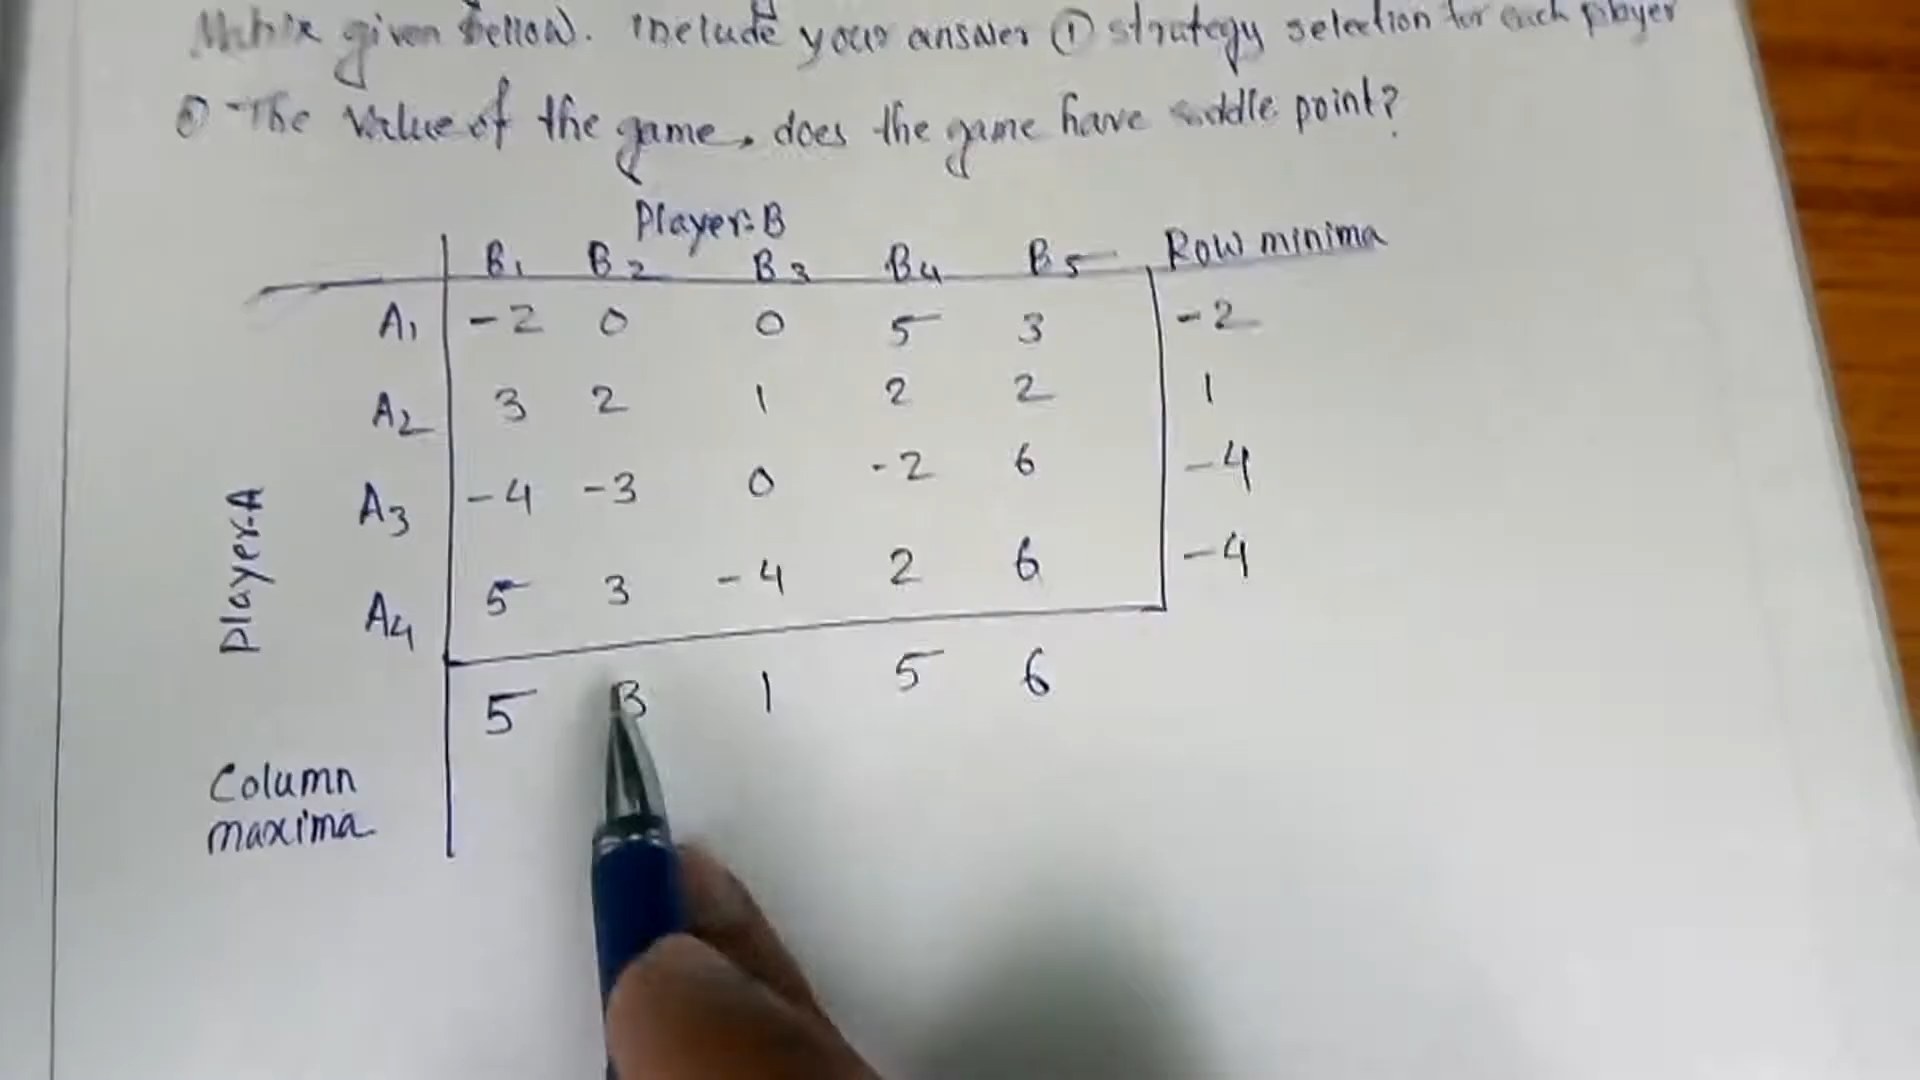 Matrix given bellow. include your answer ① strategy selection for each player
② The value of the game. does the game have saddle point?
Player: B
B1 B2 B3 B4 B5 Row minima
A1 -2 0 0 5 3 -2
A2 3 2 1 2 2 1
Player-A
A3 -4 -3 0 -2 6 -4
A4 5 3 -4 2 6 -4
5 3 1 5 6
Column
maxima